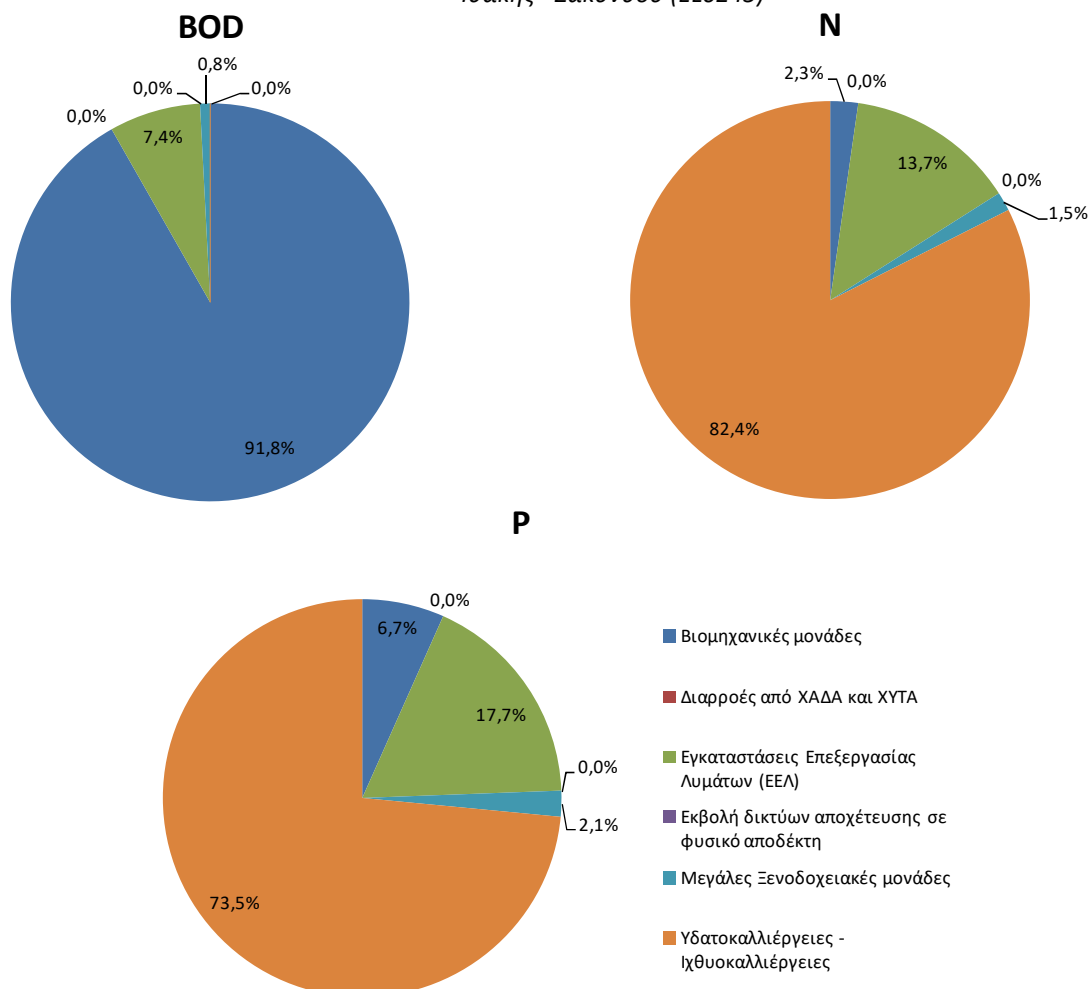 BOD
N
0,8%
0,0%
0,0%
0,0%
7,4%
91,8%
2,3%
0,0%
13,7%
0,0%
1,5%
82,4%
P
6,7%
0,0%
17,7%
0,0%
2,1%
73,5%
Βιομηχανικές μονάδες
Διαρροές από ΧΑΔΑ και ΧΥΤΑ
Εγκαταστάσεις Επεξεργασίας
Λυμάτων (ΕΕΛ)
Εκβολή δικτύων αποχέτευσης σε
φυσικό αποδέκτη
Μεγάλες Ξενοδοχειακές μονάδες
Υδατοκαλλιέργειες -
Ιχθυοκαλλιέργειες